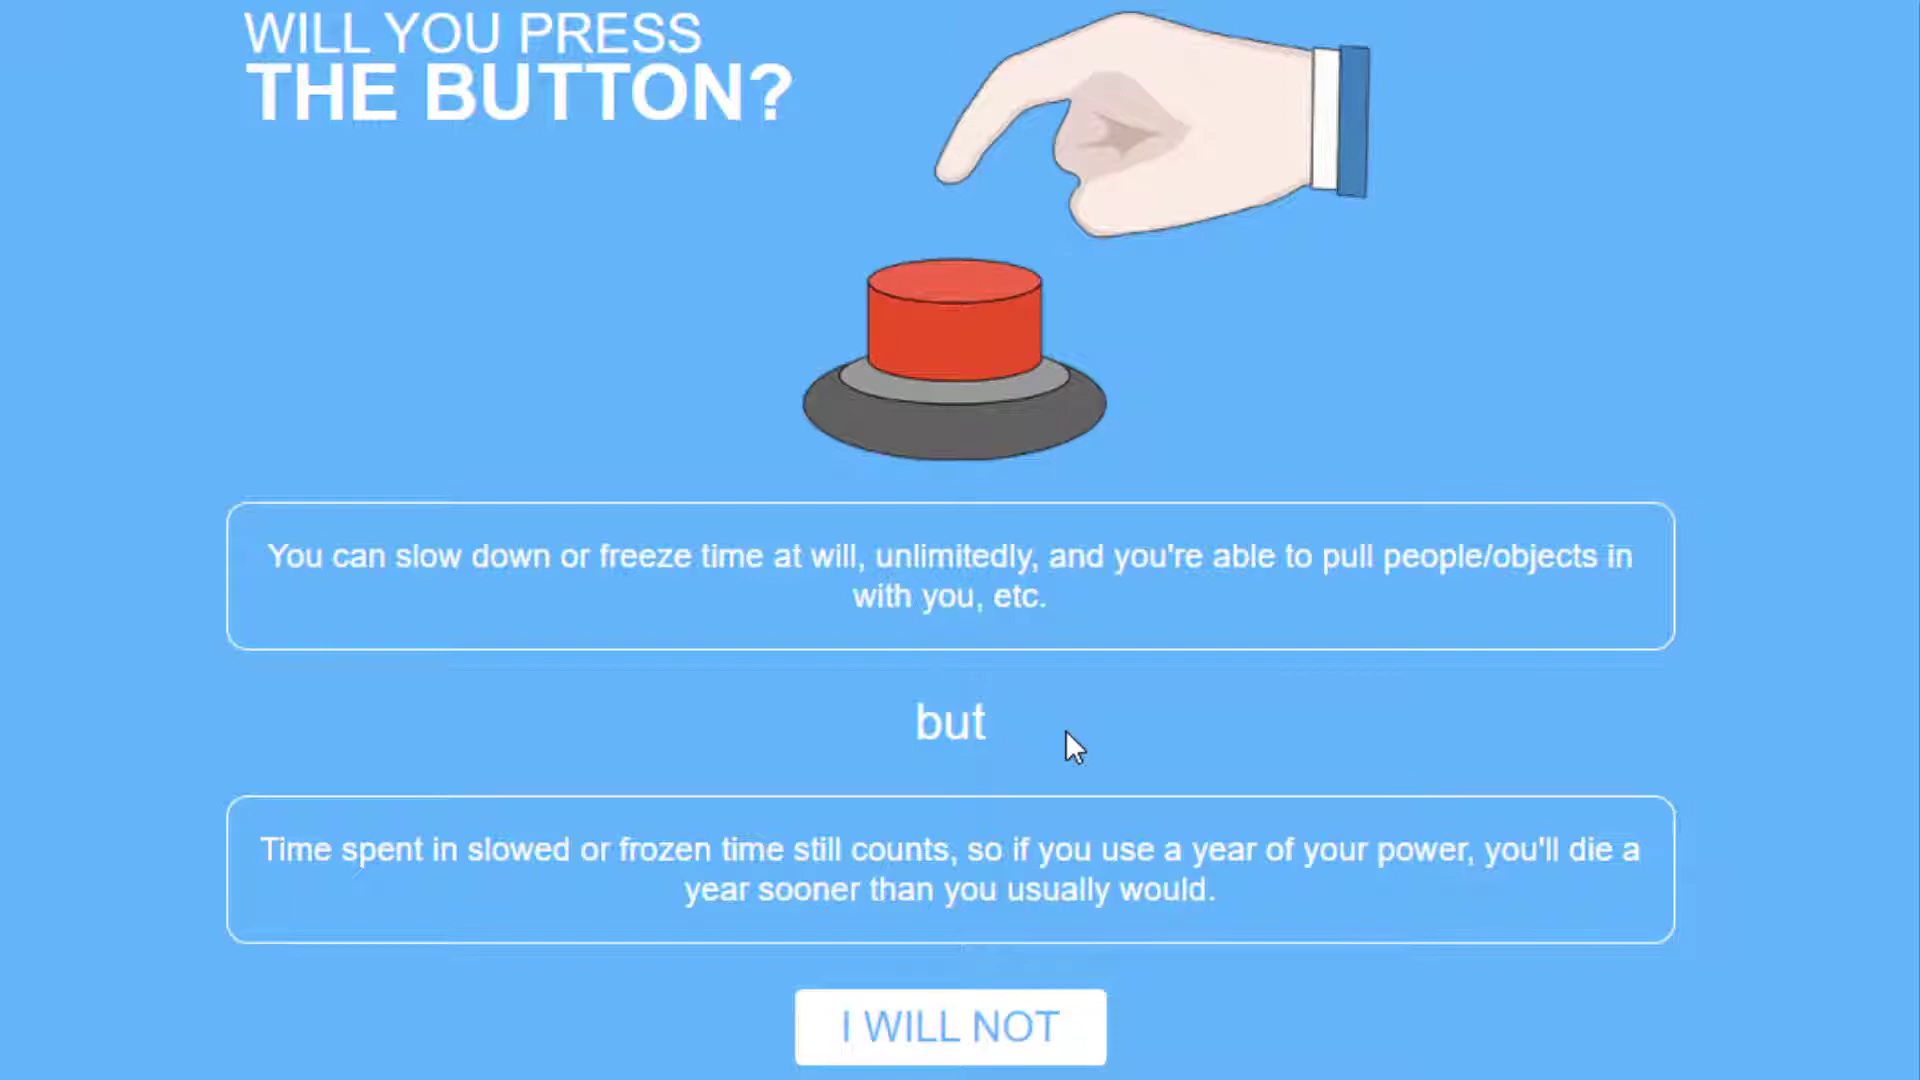 WILL YOU PRESS
THE BUTTON?
You can slow down or freeze time at will, unlimitedly, and you're able to pull people/objects in
with you, etc.
but
Time spent in slowed or frozen time still counts, so if you use a year of your power, you'll die a
year sooner than you usually would.
I WILL NOT